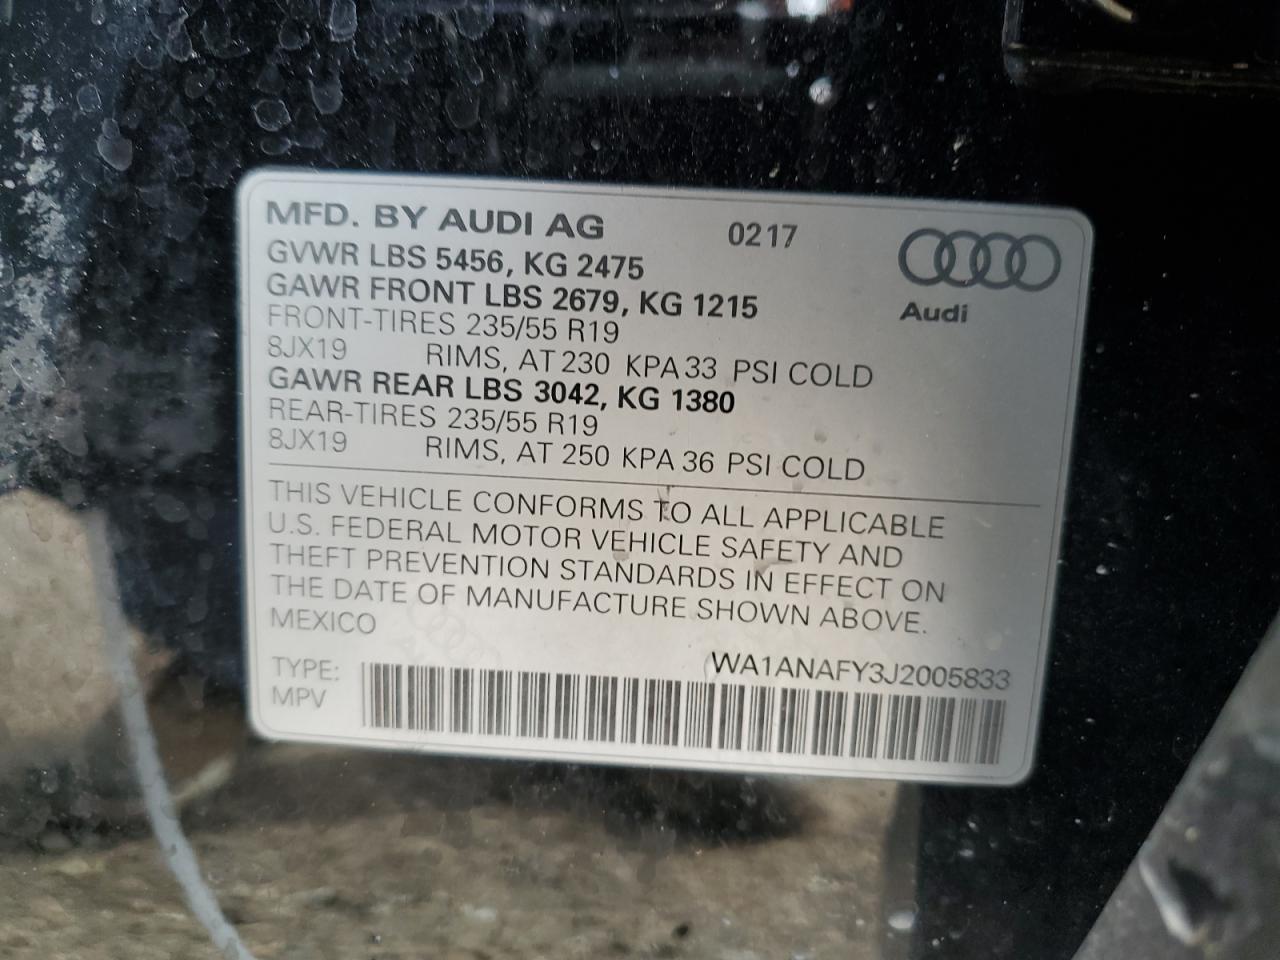 MFD. BY AUDI AG 0217
GVWR LBS 5456, KG 2475
GAWR FRONT LBS 2679, KG 1215
Audi
FRONT-TIRES 235/55 R19
8JX19 RIMS, AT 230 KPA 33 PSI COLD
GAWR REAR LBS 3042, KG 1380
REAR-TIRES 235/55 R19
8JX19 RIMS, AT 250 KPA 36 PSI COLD
THIS VEHICLE CONFORMS TO ALL APPLICABLE
U.S. FEDERAL MOTOR VEHICLE SAFETY AND
THEFT PREVENTION STANDARDS IN EFFECT ON
THE DATE OF MANUFACTURE SHOWN ABOVE.
MEXICO
WA1ANAFY3J2005833
TYPE:
MPV